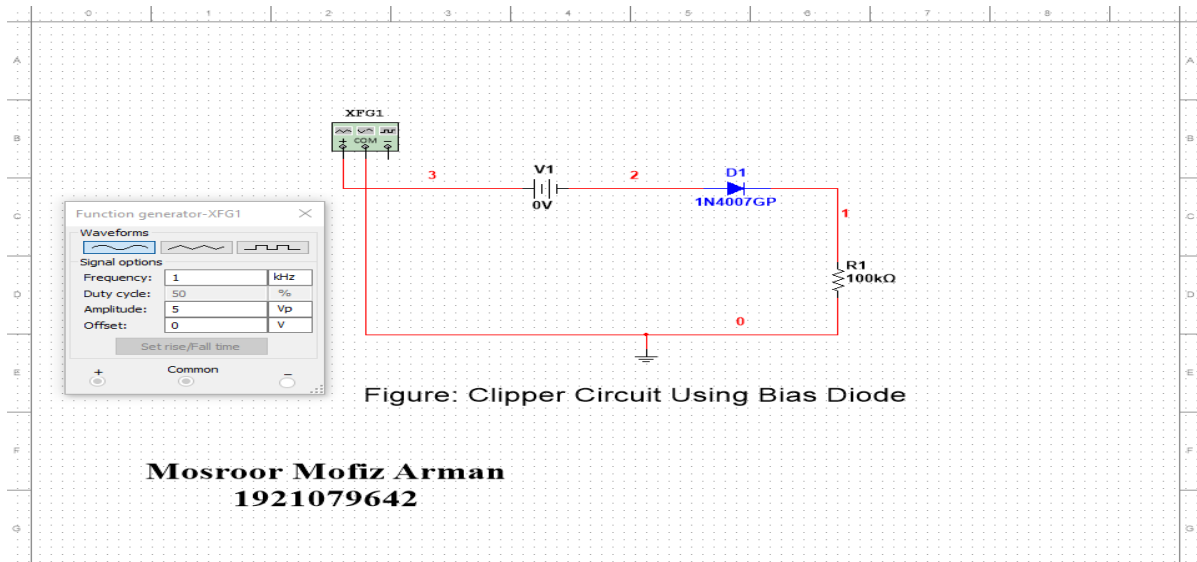 0 1 2 3 4 5 6 7 8
A A
XFG1
B B
+ COM −
3 V1 2 D1
0V 1N4007GP
C C
1
Function generator-XFG1
Waveforms
Signal options
Frequency: 1 kHz
Duty cycle: 50 %
Amplitude: 5 Vp
Offset: 0 V
Set rise/Fall time
+ Common −
R1
100kΩ
D D
0
E E
Figure: Clipper Circuit Using Bias Diode
F F
Mosroor Mofiz Arman
1921079642
G G